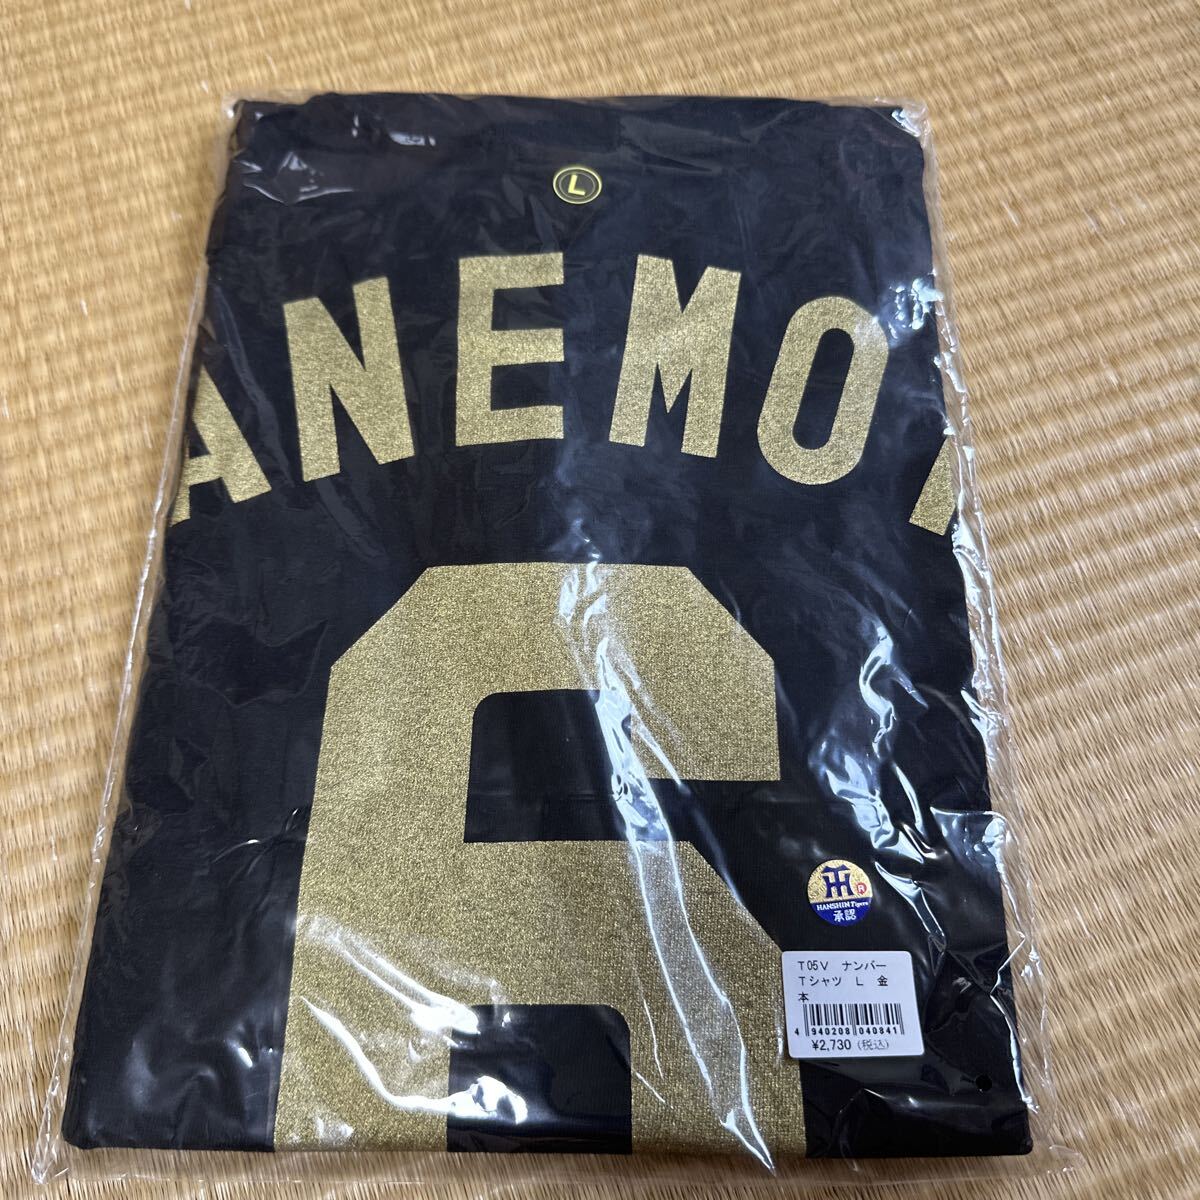 L
ANEMO
6
TH
R
HANSHIN Tigers
承認
T05V ナンバー
Tシャツ L 金
本
4 940208 040841
¥2,730 (税込)